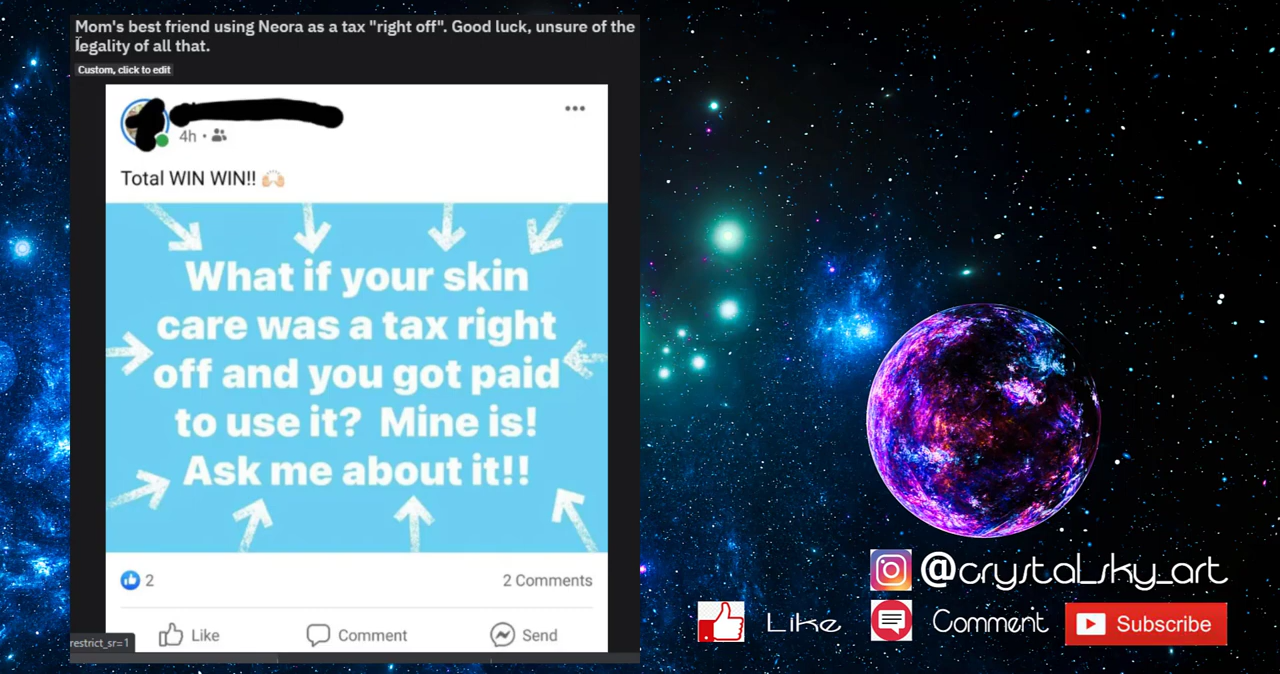 Mom's best friend using Neora as a tax "right off". Good luck, unsure of the
legality of all that.
Custom, click to edit
4h
Total WIN WIN!!
What if your skin
care was a tax right
off and you got paid
to use it? Mine is!
Ask me about it!!
2
2 Comments
Like
Comment
Send
restrict_sr=1
@crystal_sky_art
Like
Comment
Subscribe